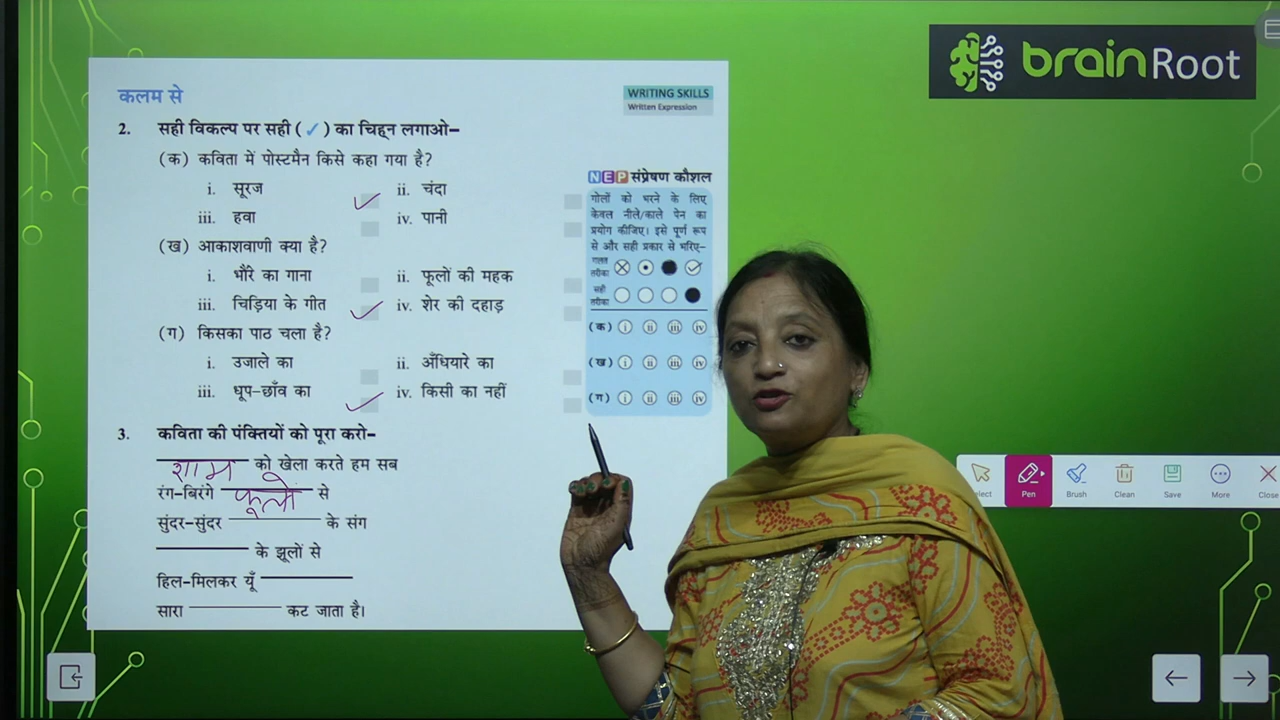 brainRoot
कलम से
WRITING SKILLS
Written Expression
2. सही विकल्प पर सही (✓) का चिह्न लगाओ–
(क) कविता में पोस्टमैन किसे कहा गया है?
i. सूरज ii. चंदा
iii. हवा iv. पानी
(ख) आकाशवाणी क्या है?
i. भौंरे का गाना ii. फूलों की महक
iii. चिड़िया के गीत iv. शेर की दहाड़
(ग) किसका पाठ चला है?
i. उजाले का ii. अँधियारे का
iii. धूप-छाँव का iv. किसी का नहीं
3. कविता की पंक्तियों को पूरा करो–
शाम को खेला करते हम सब
रंग-बिरंगे फूलों से
सुंदर-सुंदर के संग
के झूलों से
हिल-मिलकर यूँ
सारा कट जाता है।
NEP संप्रेषण कौशल
गोलों को भरने के लिए
केवल नीले/काले पेन का
प्रयोग कीजिए। इसे पूर्ण रूप
से और सही प्रकार से भरिए–
गलत
तरीका
सही
तरीका
(क) i ii iii iv
(ख) i ii iii iv
(ग) i ii iii iv
Pen Brush Clean Save More Close